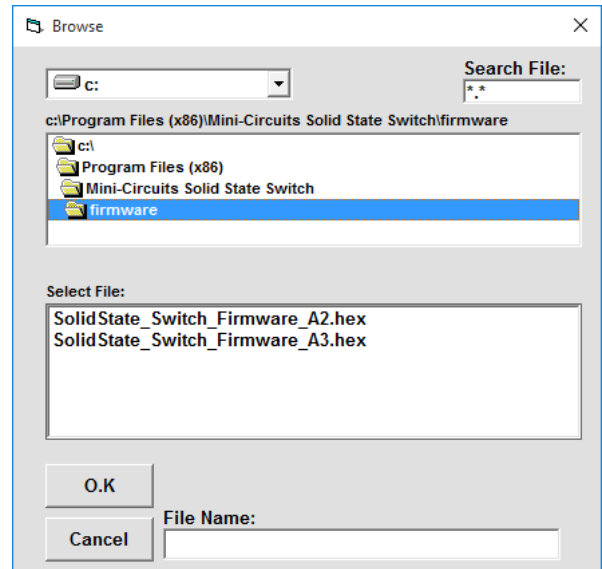 Browse
Search File:
c:
*.*
c:\Program Files (x86)\Mini-Circuits Solid State Switch\firmware
c:\
Program Files (x86)
Mini-Circuits Solid State Switch
firmware
Select File:
SolidState_Switch_Firmware_A2.hex
SolidState_Switch_Firmware_A3.hex
O.K
File Name:
Cancel